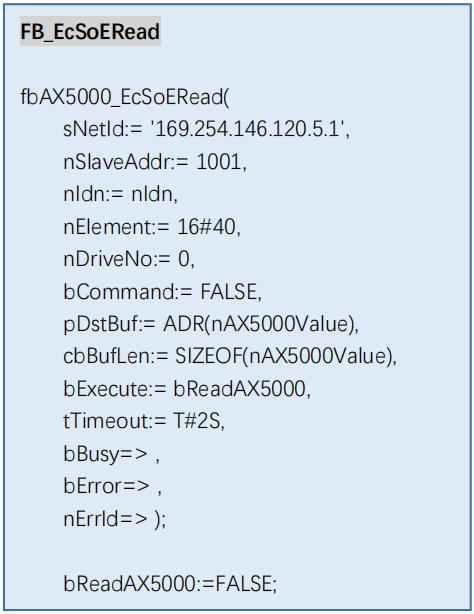 FB_EcSoERead
fbAX5000_EcSoERead(
sNetId:= '169.254.146.120.5.1',
nSlaveAddr:= 1001,
nIdn:= nIdn,
nElement:= 16#40,
nDriveNo:= 0,
bCommand:= FALSE,
pDstBuf:= ADR(nAX5000Value),
cbBufLen:= SIZEOF(nAX5000Value),
bExecute:= bReadAX5000,
tTimeout:= T#2S,
bBusy=> ,
bError=> ,
nErrId=> );
bReadAX5000:=FALSE;